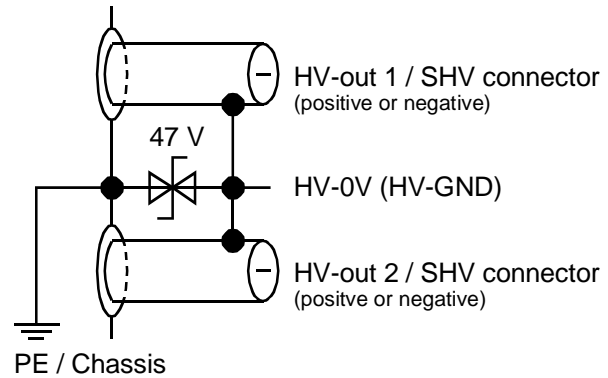 HV-out 1 / SHV connector
(positive or negative)
47 V
HV-0V (HV-GND)
HV-out 2 / SHV connector
(positve or negative)
PE / Chassis